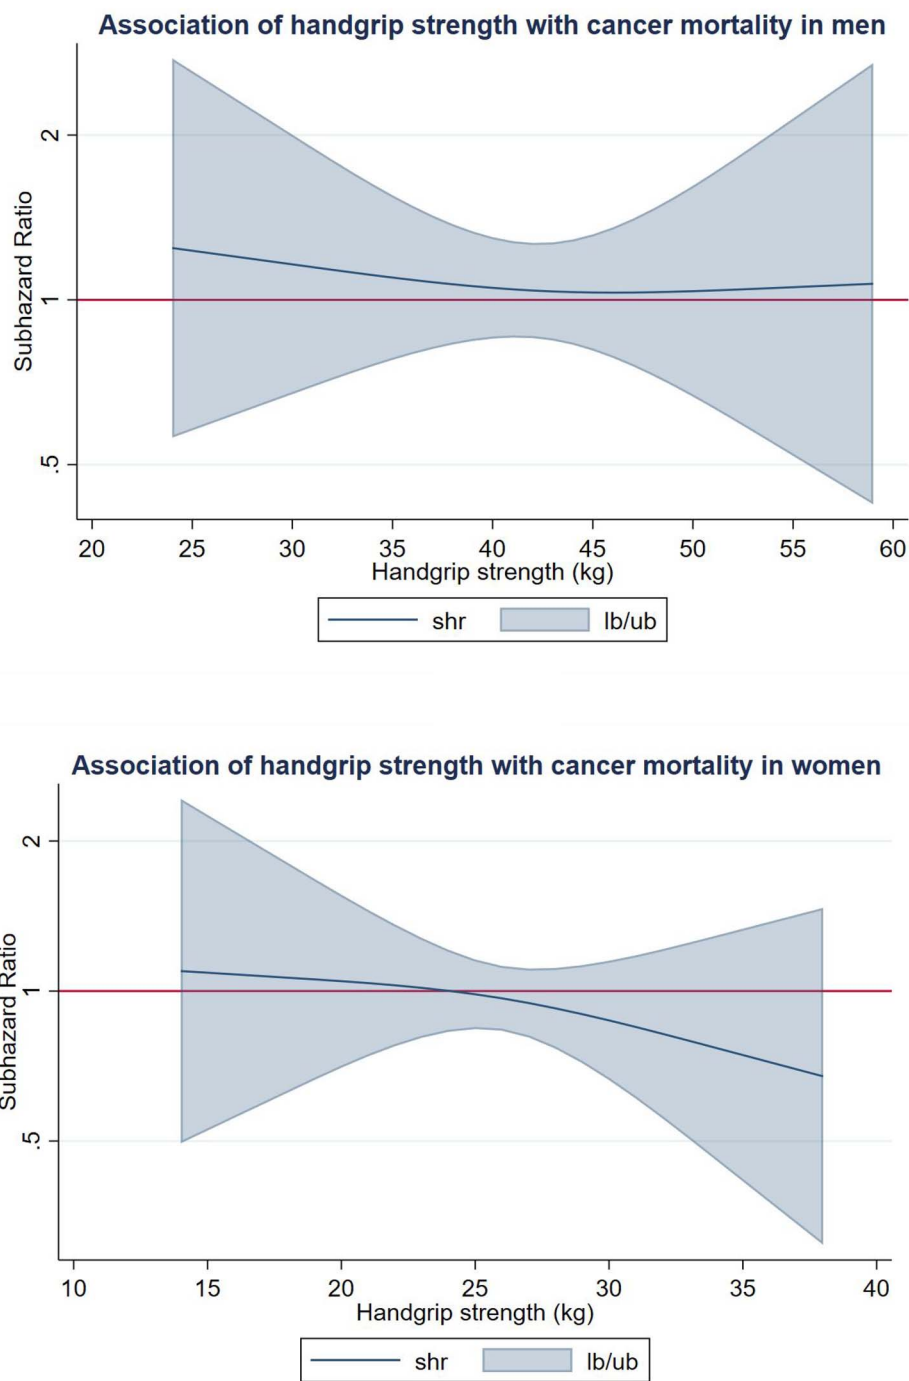 Association of handgrip strength with cancer mortality in men
Subhazard Ratio
2
1
.5
20 25 30 35 40 45 50 55 60
Handgrip strength (kg)
shr lb/ub
Association of handgrip strength with cancer mortality in women
Subhazard Ratio
2
1
.5
10 15 20 25 30 35 40
Handgrip strength (kg)
shr lb/ub